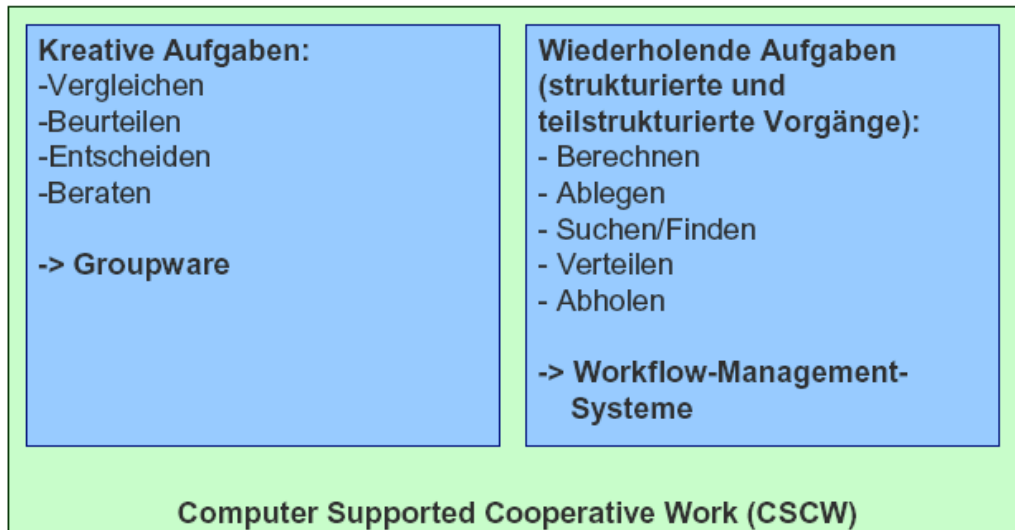 Kreative Aufgaben:
-Vergleichen
-Beurteilen
-Entscheiden
-Beraten
-> Groupware
Wiederholende Aufgaben
(strukturierte und
teilstrukturierte Vorgänge):
- Berechnen
- Ablegen
- Suchen/Finden
- Verteilen
- Abholen
-> Workflow-Management-
Systeme
Computer Supported Cooperative Work (CSCW)